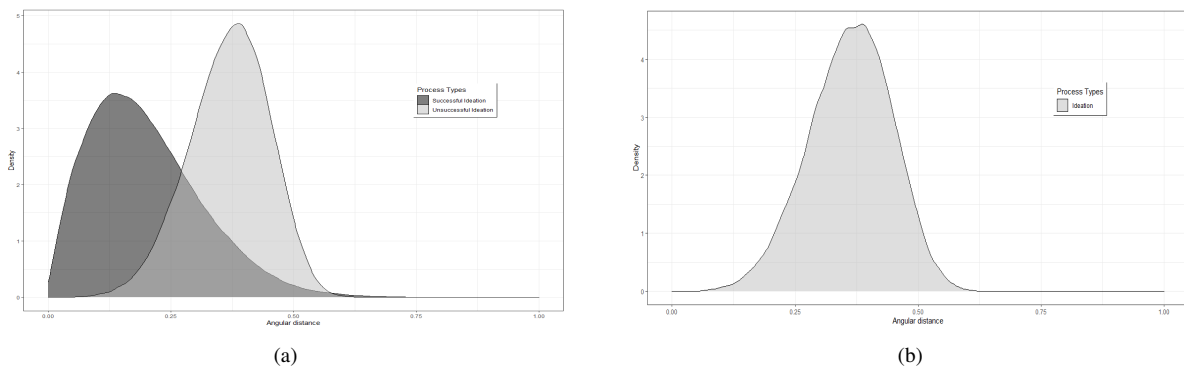 5
4
3
2
1
0
Density
0.00
0.25
0.50
0.75
1.00
Angular distance
Process Types
Successful Ideation
Unsuccessful Ideation
(a)
4
3
2
1
0
Density
0.00
0.25
0.50
0.75
1.00
Angular distance
Process Types
Ideation
(b)